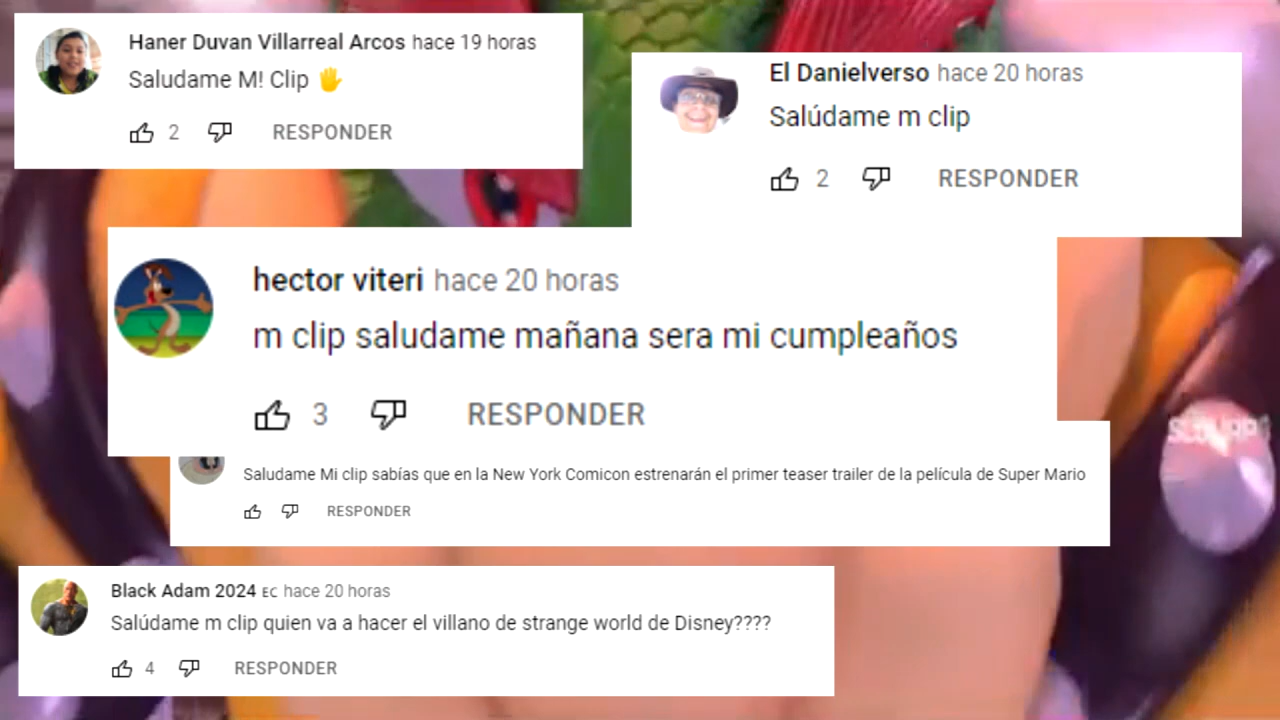 Haner Duvan Villarreal Arcos hace 19 horas
Saludame M! Clip 🖐
2 RESPONDER
El Danielverso hace 20 horas
Salúdame m clip
2 RESPONDER
hector viteri hace 20 horas
m clip saludame mañana sera mi cumpleaños
3 RESPONDER
Saludame Mi clip sabías que en la New York Comicon estrenarán el primer teaser trailer de la película de Super Mario
RESPONDER
Black Adam 2024 EC hace 20 horas
Salúdame m clip quien va a hacer el villano de strange world de Disney????
4 RESPONDER